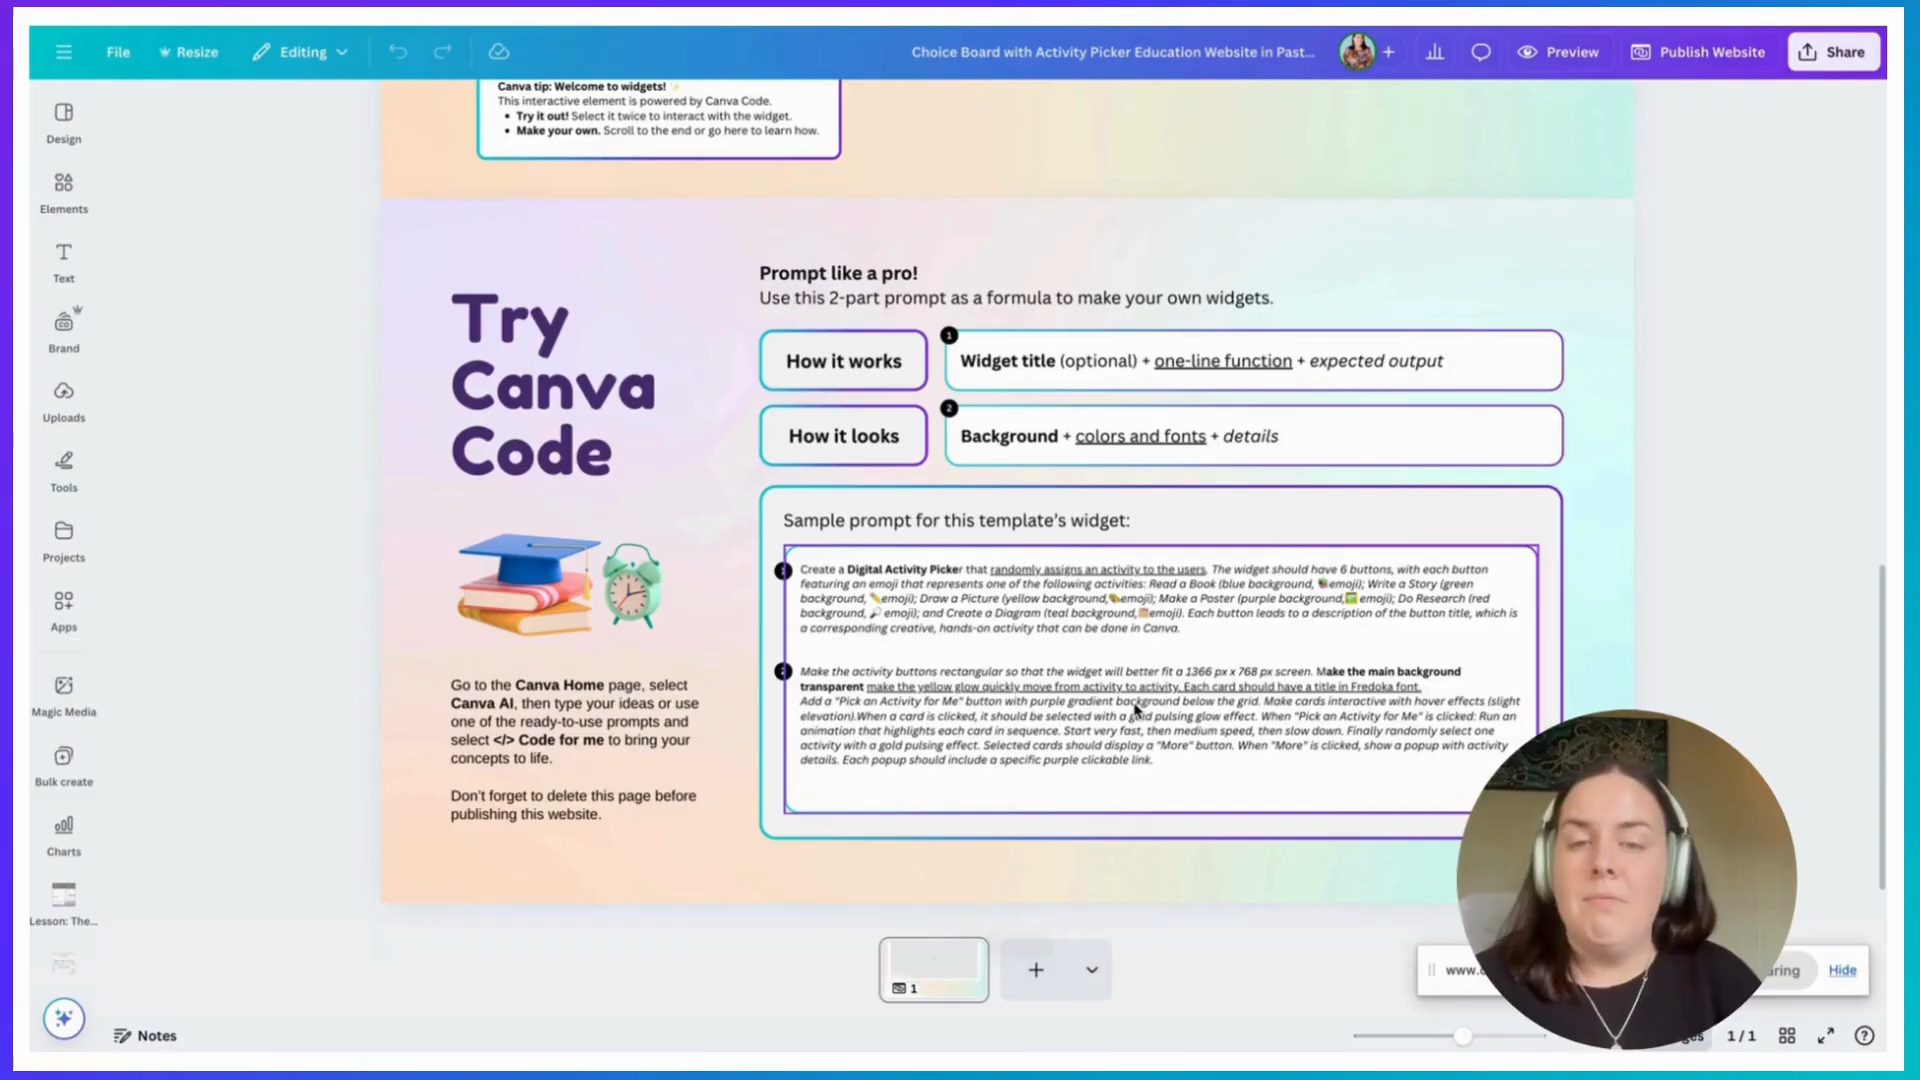 File
Resize
Editing
Choice Board with Activity Picker Education Website in Past...
Preview
Publish Website
Share
Design
Elements
Text
Brand
Uploads
Tools
Projects
Apps
Magic Media
Bulk create
Charts
Lesson: The...
Canva tip: Welcome to widgets! ✨
This interactive element is powered by Canva Code.
• Try it out! Select it twice to interact with the widget.
• Make your own. Scroll to the end or go here to learn how.
Try
Canva
Code
Go to the Canva Home page, select
Canva AI, then type your ideas or use
one of the ready-to-use prompts and
select </> Code for me to bring your
concepts to life.
Don't forget to delete this page before
publishing this website.
Prompt like a pro!
Use this 2-part prompt as a formula to make your own widgets.
How it works
1
Widget title (optional) + one-line function + expected output
How it looks
2
Background + colors and fonts + details
Sample prompt for this template's widget:
Create a Digital Activity Picker that randomly assigns an activity to the users. The widget should have 6 buttons, with each button
featuring an emoji that represents one of the following activities: Read a Book (blue background, 📚emoji); Write a Story (green
background, ✏️emoji); Draw a Picture (yellow background,🎨emoji); Make a Poster (purple background,🖼️ emoji); Do Research (red
background, 🔎 emoji); and Create a Diagram (teal background, emoji). Each button leads to a description of the button title, which is
a corresponding creative, hands-on activity that can be done in Canva.
Make the activity buttons rectangular so that the widget will better fit a 1366 px x 768 px screen. Make the main background
transparent make the yellow glow quickly move from activity to activity. Each card should have a title in Fredoka font.
Add a "Pick an Activity for Me" button with purple gradient background below the grid. Make cards interactive with hover effects (slight
elevation).When a card is clicked, it should be selected with a gold pulsing glow effect. When "Pick an Activity for Me" is clicked: Run an
animation that highlights each card in sequence. Start very fast, then medium speed, then slow down. Finally randomly select one
activity with a gold pulsing effect. Selected cards should display a "More" button. When "More" is clicked, show a popup with activity
details. Each popup should include a specific purple clickable link.
1
Hide
Notes
1 / 1